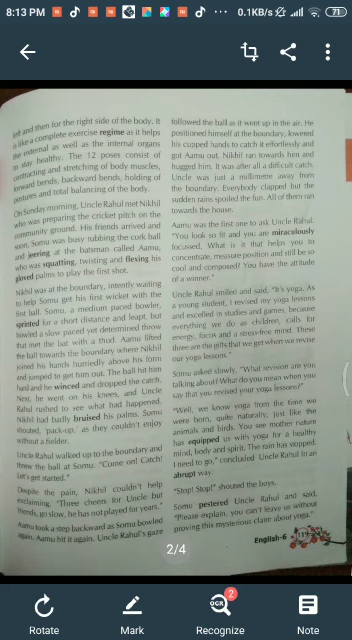 8:13 PM
0.1KB/s
71
left and then for the right side of the body. It
is like a complete exercise regime as it helps
the external as well as the internal organs
to stay healthy. The 12 poses consist of
contracting and stretching of body muscles,
forward bends, backward bends, holding of
postures and total balancing of the body.
On Sunday morning, Uncle Rahul met Nikhil
who was preparing the cricket pitch on the
community ground. His friends arrived and
soon, Somu was busy rubbing the cork ball
and jeering at the batsman called Aamu,
who was squatting, twisting and flexing his
gloved palms to play the first shot.
Nikhil was at the boundary, intently waiting
to help Somu get his first wicket with the
first ball. Somu, a medium paced bowler,
sprinted for a short distance and leapt, but
towed a slow paced yet determined throw
that met the bat with a thud. Aamu lifted
the ball towards the boundary where Nikhil
joined his hands hurriedly above his form
and jumped to get him out. The ball hit him
hard and he winced and dropped the catch.
Next, he went on his knees, and Uncle
Rahul rushed to see what had happened.
Nikhil had badly bruised his palms. Somu
shouted, 'pack-up,' as they couldn't enjoy
without a fielder.
Uncle Rahul walked up to the boundary and
threw the ball at Somu. "Come on! Catch!
Let's get started."
Despite the pain, Nikhil couldn't help
exclaiming, "Three cheers for Uncle but
friends, go slow, he has not played for years."
Aamu took a step backward as Somu bowled
again. Aamu hit it again. Uncle Rahul's gaze
followed the ball as it went up in the air. He
positioned himself at the boundary, lowered
his cupped hands to catch it effortlessly and
got Aamu out. Nikhil ran towards him and
hugged him. It was after all a difficult catch.
Uncle was just a millimetre away from
the boundary. Everybody clapped but the
sudden rains spoiled the fun. All of them ran
towards the house.
Aamu was the first one to ask Uncle Rahul.
"You look so fit and you are miraculously
focussed. What is it that helps you to
concentrate, measure position and still be so
cool and composed? You have the attitude
of a winner."
Uncle Rahul smiled and said, "It's yoga. As
a young student, I revised my yoga lessons
and excelled in studies and games, because
everything we do as children, calls for
energy, focus and a stress-free mind. These
three are the gifts that we get when we revise
our yoga lessons."
Somu asked slowly, "What revision are you
talking about? What do you mean when you
say that you revised your yoga lessons?"
"Well, we know yoga from the time we
were born, quite naturally, just like the
animals and birds. You see mother nature
has equipped us with yoga for a healthy
mind, body and spirit. The rain has stopped.
I need to go," concluded Uncle Rahul in an
abrupt way.
"Stop! Stop!" shouted the boys.
Somu pestered Uncle Rahul and said,
"Please explain, you can't leave us without
proving this mysterious claim about yoga."
English-6
119
2/4
2
OCR
Rotate
Mark
Recognize
Note